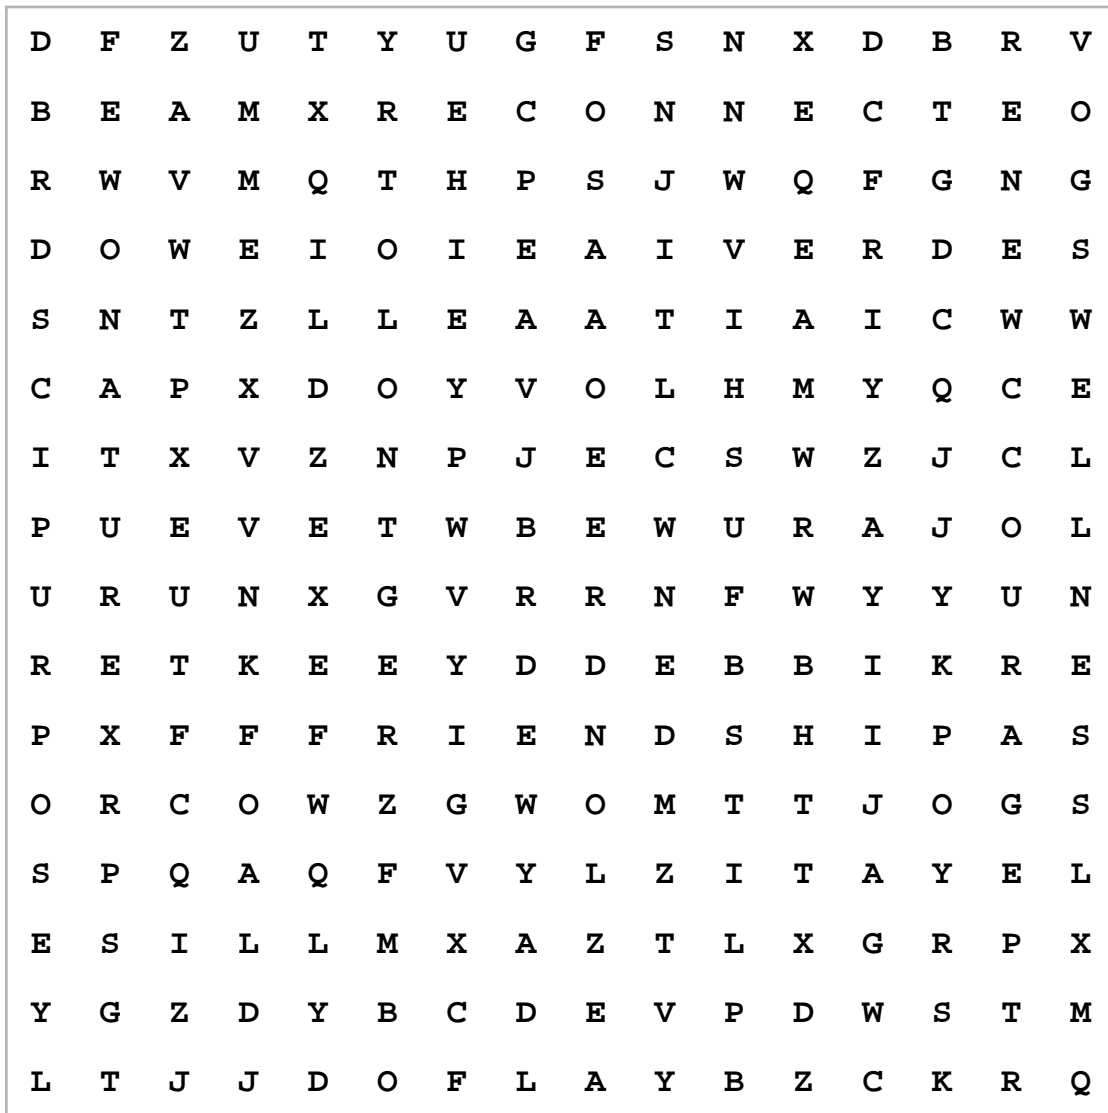 D F Z U T Y U G F S N X D B R V
B E A M X R E C O N N E C T E O
R W V M Q T H P S J W Q F G N G
D O W E I O I E A I V E R D E S
S N T Z L L E A A T I A I C W W
C A P X D O Y V O L H M Y Q C E
I T X V Z N P J E C S W Z J C L
P U E V E T W B E W U R A J O L
U R U N X G V R R N F W Y Y U N
R E T K E E Y D D E B B I K R E
P X F F F R I E N D S H I P A S
O R C O W Z G W O M T T J O G S
S P Q A Q F V Y L Z I T A Y E L
E S I L L M X A Z T L X G R P X
Y G Z D Y B C D E V P D W S T M
L T J J D O F L A Y B Z C K R Q